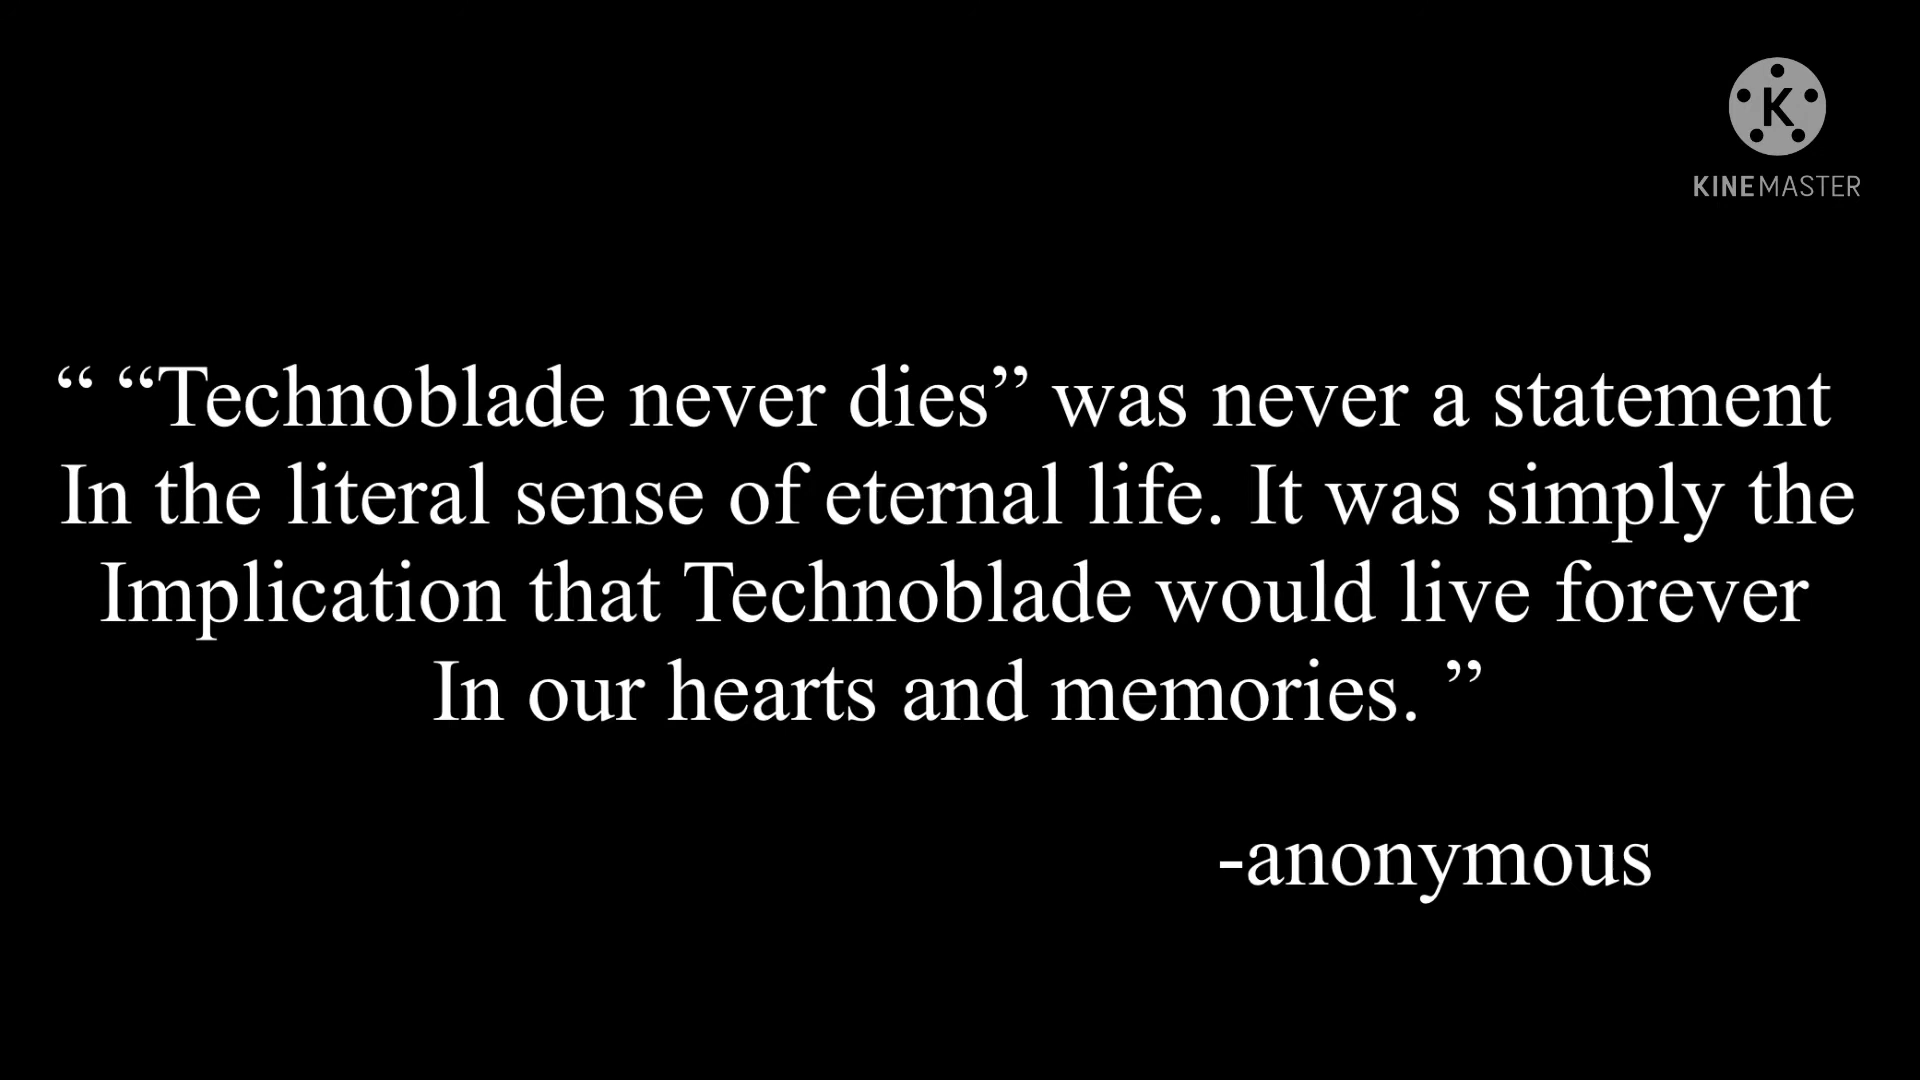 K
KINEMASTER
“ “Technoblade never dies” was never a statement
In the literal sense of eternal life. It was simply the
Implication that Technoblade would live forever
In our hearts and memories. ”
-anonymous